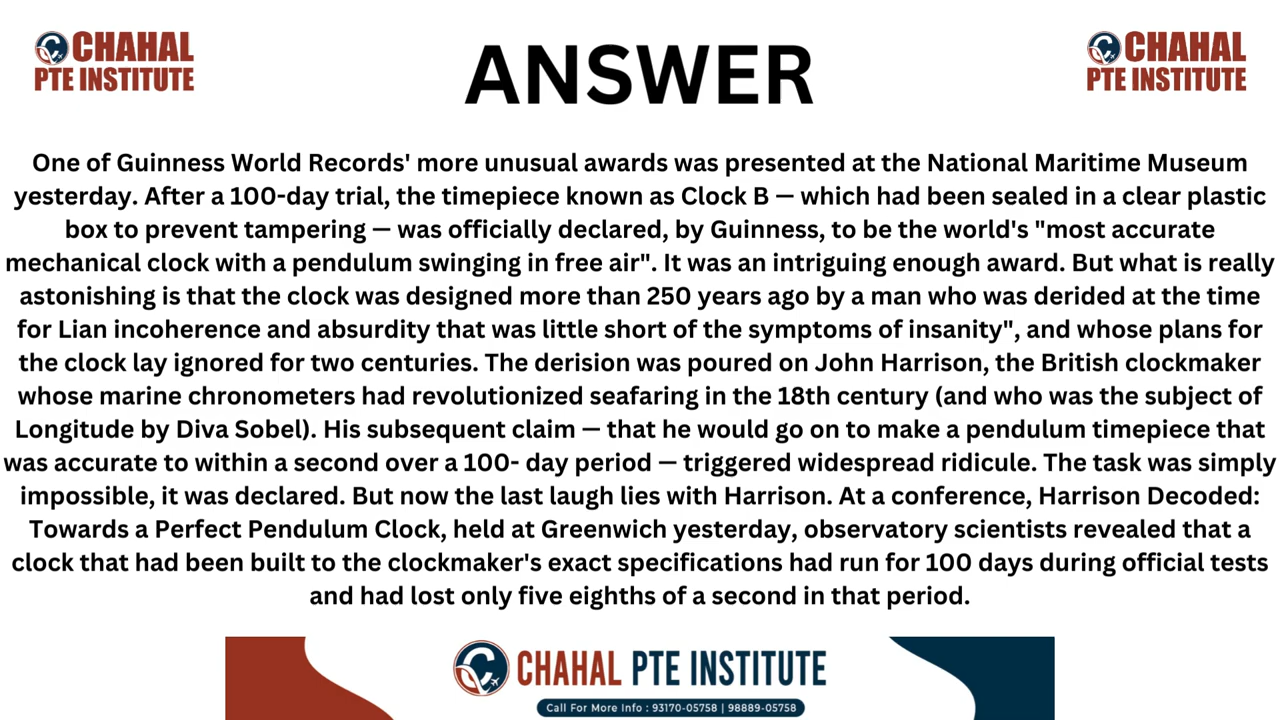 CHAHAL
PTE INSTITUTE
ANSWER
CHAHAL
PTE INSTITUTE
One of Guinness World Records' more unusual awards was presented at the National Maritime Museum
yesterday. After a 100-day trial, the timepiece known as Clock B — which had been sealed in a clear plastic
box to prevent tampering — was officially declared, by Guinness, to be the world's "most accurate
mechanical clock with a pendulum swinging in free air". It was an intriguing enough award. But what is really
astonishing is that the clock was designed more than 250 years ago by a man who was derided at the time
for Lian incoherence and absurdity that was little short of the symptoms of insanity", and whose plans for
the clock lay ignored for two centuries. The derision was poured on John Harrison, the British clockmaker
whose marine chronometers had revolutionized seafaring in the 18th century (and who was the subject of
Longitude by Diva Sobel). His subsequent claim — that he would go on to make a pendulum timepiece that
was accurate to within a second over a 100- day period — triggered widespread ridicule. The task was simply
impossible, it was declared. But now the last laugh lies with Harrison. At a conference, Harrison Decoded:
Towards a Perfect Pendulum Clock, held at Greenwich yesterday, observatory scientists revealed that a
clock that had been built to the clockmaker's exact specifications had run for 100 days during official tests
and had lost only five eighths of a second in that period.
CHAHAL PTE INSTITUTE
Call For More Info : 93170-05758 | 98889-05758